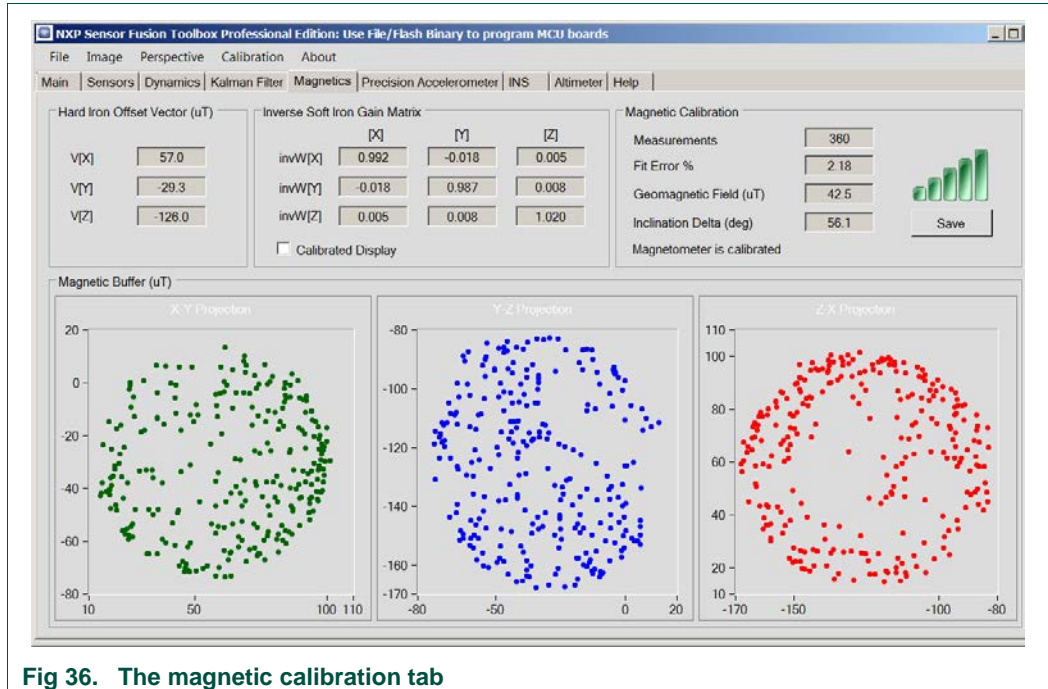 NXP Sensor Fusion Toolbox Professional Edition: Use File/Flash Binary to program MCU boards
File Image Perspective Calibration About
Main Sensors Dynamics Kalman Filter Magnetics Precision Accelerometer INS Altimeter Help
Hard Iron Offset Vector (uT)
V[X] 57.0
V[Y] -29.3
V[Z] -126.0
Inverse Soft Iron Gain Matrix
[X] [Y] [Z]
invW[X] 0.992 -0.018 0.005
invW[Y] -0.018 0.987 0.008
invW[Z] 0.005 0.008 1.020
Calibrated Display
Magnetic Calibration
Measurements 360
Fit Error % 2.18
Geomagnetic Field (uT) 42.5
Inclination Delta (deg) 56.1
Save
Magnetometer is calibrated
Magnetic Buffer (uT)
X-Y Projection
20
0
-20
-40
-60
-80
10 50 100 110
Y-Z Projection
-80
-100
-120
-140
-160
-170
-80 -50 0 20
Z-X Projection
110
100
80
60
40
20
10
-170 -150 -100 -80
Fig 36. The magnetic calibration tab